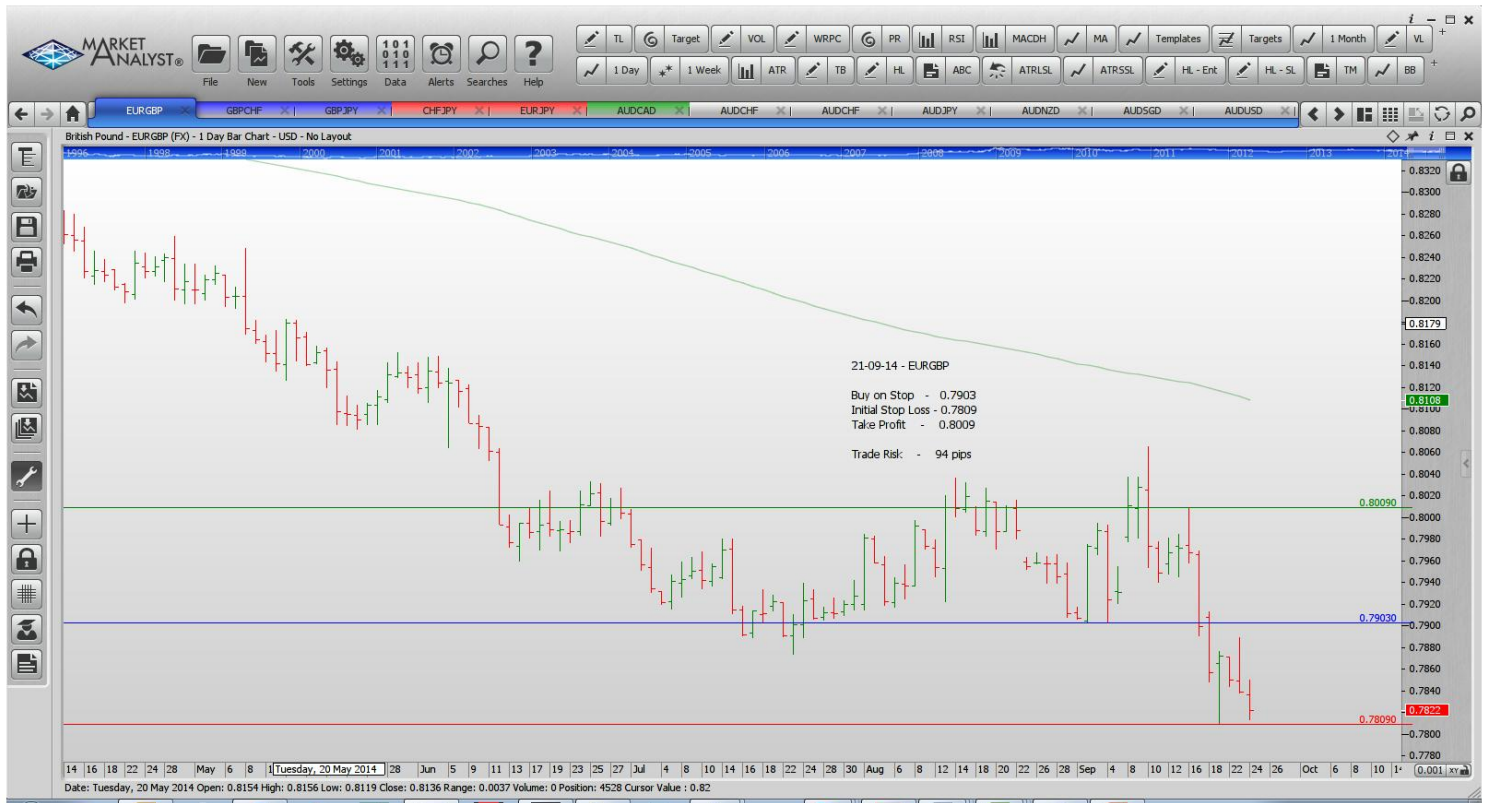 i
MARKET ANALYST®
File New Tools Settings Data Alerts Searches Help
TL Target VOL WRPC PR RSI MACDH MA Templates Targets 1 Month VL
1 Day 1 Week ATR TB HL ABC ATRLSL ATRSSL HL - Ent HL - SL TM BB
EURGBP GBPCHF GBPJPY CHFJPY EURJPY AUDCAD AUDCHF AUDCHF AUDJPY AUDNZD AUDSGD AUDUSD
British Pound - EURGBP (FX) - 1 Day Bar Chart - USD - No Layout
1996 1998 1999 2000 2001 2002 2003 2004 2005 2006 2007 2008 2009 2010 2011 2012 2013 2014
0.8320
0.8300
0.8280
0.8260
0.8240
0.8220
0.8200
0.8179
0.8160
0.8140
0.8120
0.8108
0.8100
0.8080
0.8060
0.8040
0.8020
0.8000
0.7980
0.7960
0.7940
0.7920
0.7900
0.7880
0.7860
0.7840
0.7822
0.7800
0.7780
21-09-14 - EURGBP
Buy on Stop - 0.7903
Initial Stop Loss - 0.7809
Take Profit - 0.8009
Trade Risk - 94 pips
0.80090
0.79030
0.78090
14 16 18 22 24 28 May 6 8 1 Tuesday, 20 May 2014 28 Jun 5 9 11 13 17 19 23 25 27 Jul 4 8 10 14 16 18 22 24 28 30 Aug 6 8 12 14 18 20 22 26 28 Sep 4 8 10 12 16 18 22 24 26 Oct 6 8 10 0.001 XY
Date: Tuesday, 20 May 2014 Open: 0.8154 High: 0.8156 Low: 0.8119 Close: 0.8136 Range: 0.0037 Volume: 0 Position: 4528 Cursor Value : 0.82